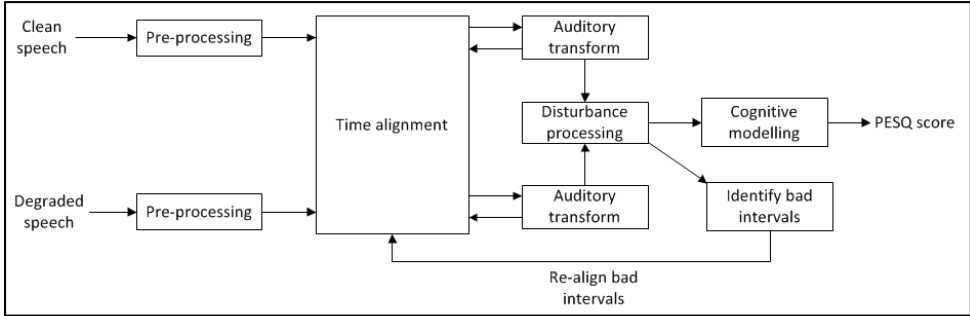 Clean
speech
Pre-processing
Time alignment
Auditory
transform
Disturbance
processing
Cognitive
modelling
PESQ score
Degraded
speech
Pre-processing
Auditory
transform
Identify bad
intervals
Re-align bad
intervals